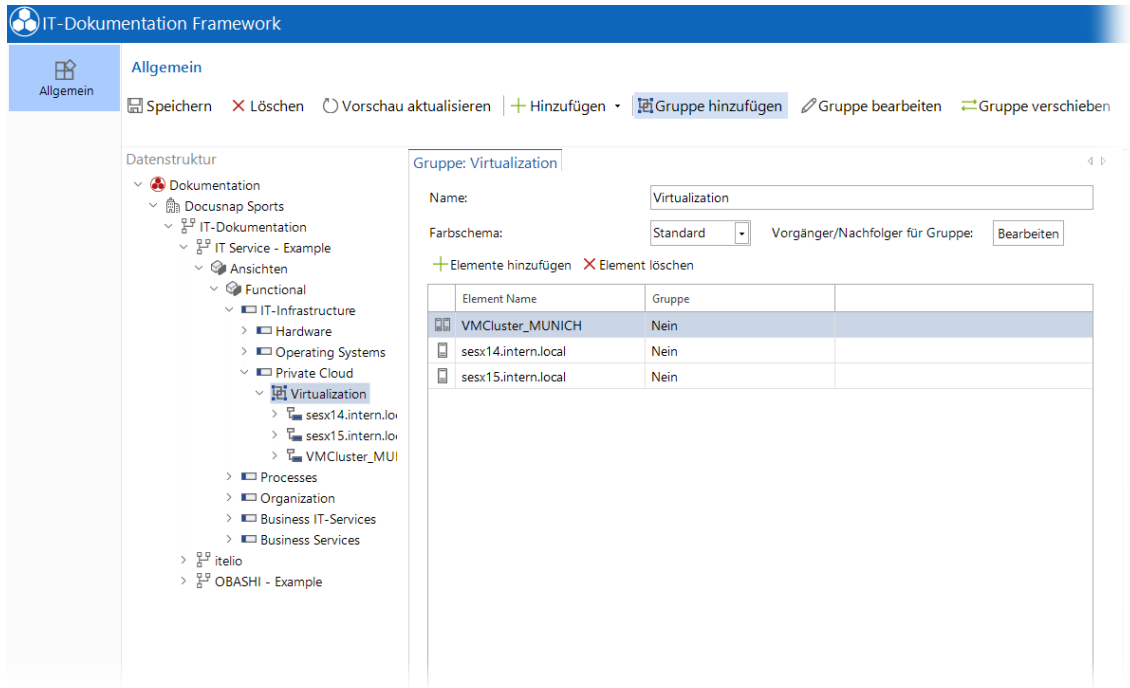 IT-Dokumentation Framework
Allgemein
Allgemein
Speichern Löschen Vorschau aktualisieren Hinzufügen Gruppe hinzufügen Gruppe bearbeiten Gruppe verschieben
Datenstruktur
Dokumentation
Docusnap Sports
IT-Dokumentation
IT Service - Example
Ansichten
Functional
IT-Infrastructure
Hardware
Operating Systems
Private Cloud
Virtualization
sesx14.intern.lo
sesx15.intern.lo
VMCluster_MUI
Processes
Organization
Business IT-Services
Business Services
itelio
OBASHI - Example
Gruppe: Virtualization
Name: Virtualization
Farbschema: Standard Vorgänger/Nachfolger für Gruppe: Bearbeiten
Elemente hinzufügen Element löschen
Element Name Gruppe
VMCluster_MUNICH Nein
sesx14.intern.local Nein
sesx15.intern.local Nein